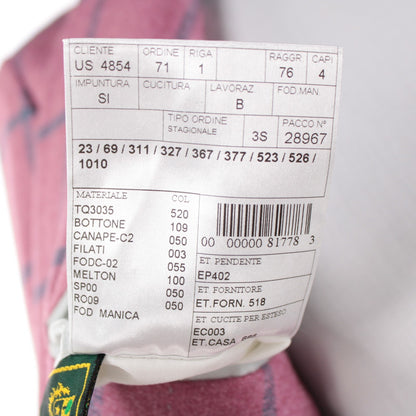 CLIENTE ORDINE RIGA RAGGR CAPI
US 4854 71 1 76 4
IMPUNTURA CUCITURA LAVORAZ FOD.MAN.
SI B
TIPO ORDINE PACCO N°
STAGIONALE 3S 28967
23 / 69 / 311 / 327 / 367 / 377 / 523 / 526 /
1010
MATERIALE COL
TQ3035 520
BOTTONE 109
CANAPE-C2 050
FILATI 003
FODC-02 055
MELTON 100
SP00 050
RO09 050
FOD MANICA
00 00000 81778 3
ET PENDENTE
EP402
ET FORNITORE
ET.FORN. 518
ET CUCITE PER ESTESO
EC003
ET.CASA